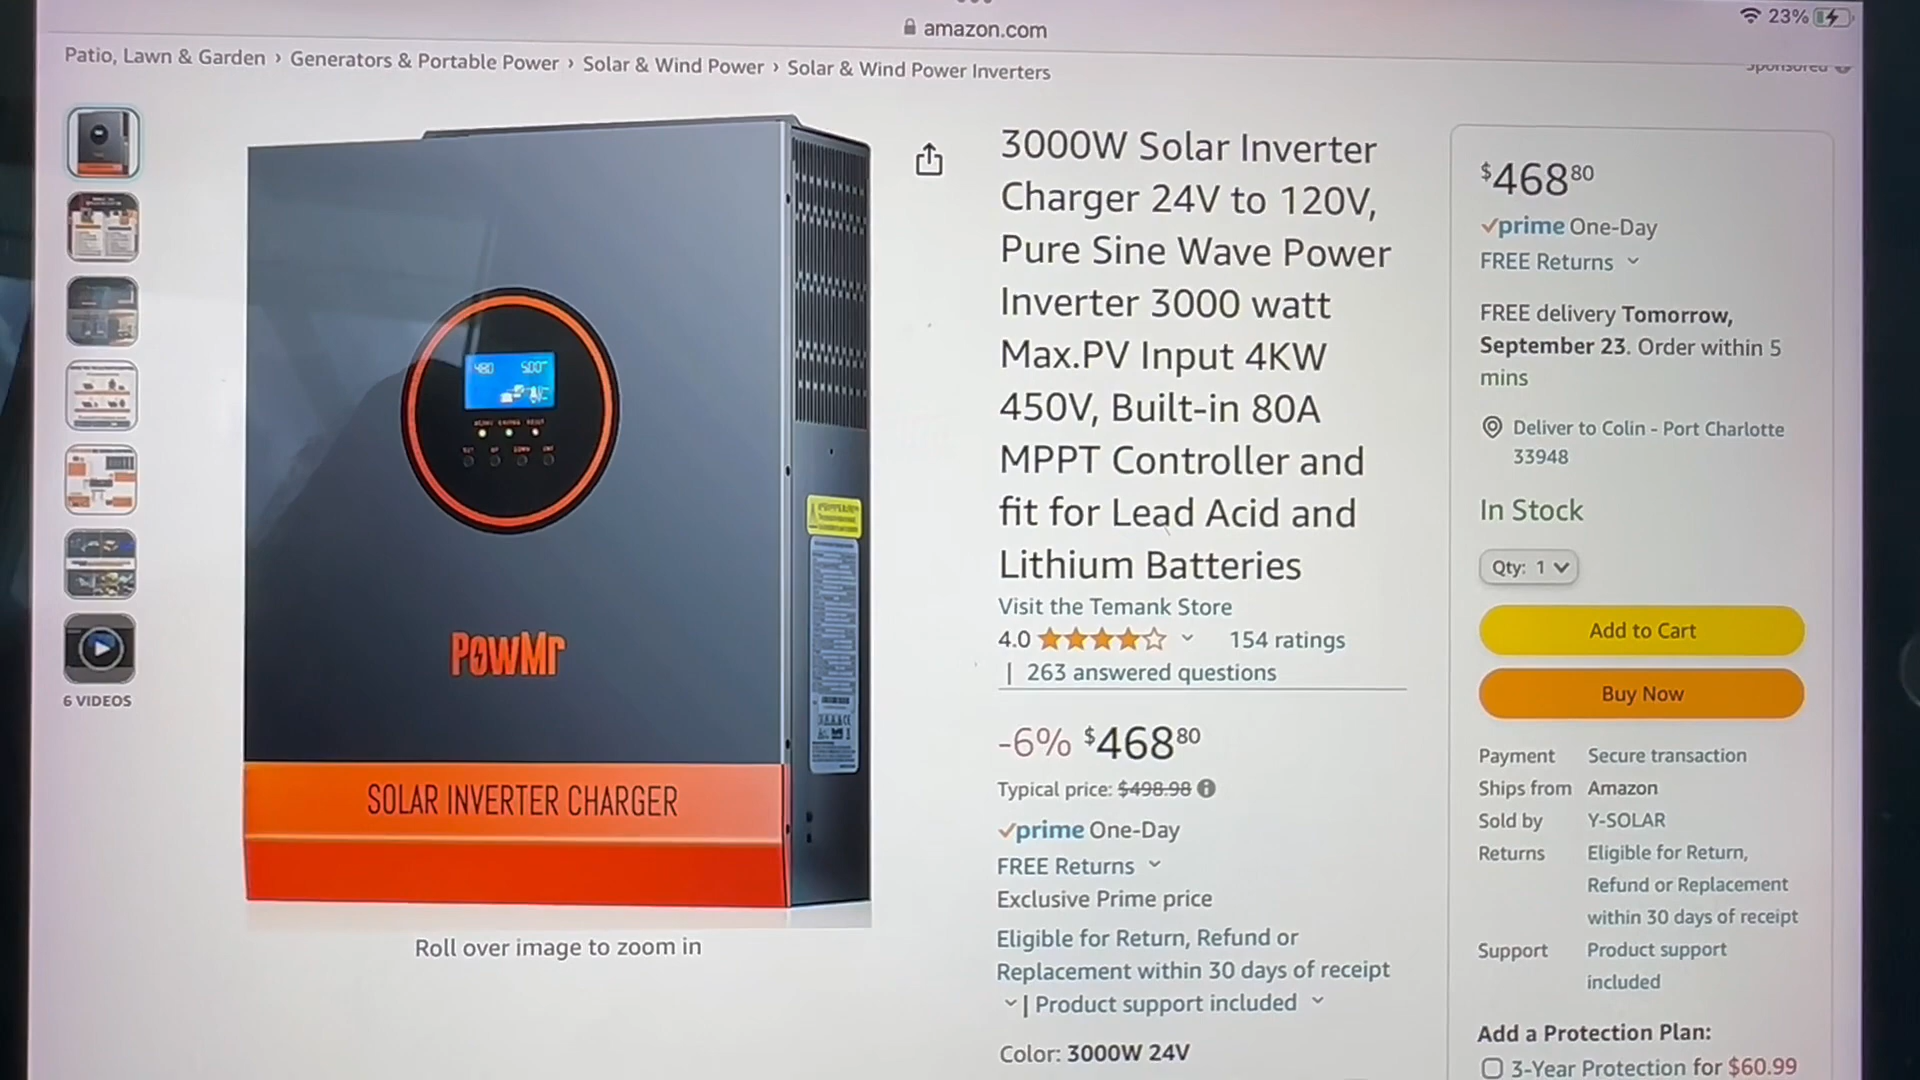 amazon.com
23%
Patio, Lawn & Garden › Generators & Portable Power › Solar & Wind Power › Solar & Wind Power Inverters
Sponsored
6 VIDEOS
480 500
PowMr
SOLAR INVERTER CHARGER
Roll over image to zoom in
3000W Solar Inverter
Charger 24V to 120V,
Pure Sine Wave Power
Inverter 3000 watt
Max.PV Input 4KW
450V, Built-in 80A
MPPT Controller and
fit for Lead Acid and
Lithium Batteries
Visit the Temank Store
4.0 154 ratings
| 263 answered questions
-6% $46880
Typical price: $498.98
prime One-Day
FREE Returns
Exclusive Prime price
Eligible for Return, Refund or
Replacement within 30 days of receipt
| Product support included
Color: 3000W 24V
$46880
prime One-Day
FREE Returns
FREE delivery Tomorrow,
September 23. Order within 5
mins
Deliver to Colin - Port Charlotte
33948
In Stock
Qty: 1
Add to Cart
Buy Now
Payment Secure transaction
Ships from Amazon
Sold by Y-SOLAR
Returns Eligible for Return,
Refund or Replacement
within 30 days of receipt
Support Product support
included
Add a Protection Plan:
3-Year Protection for $60.99